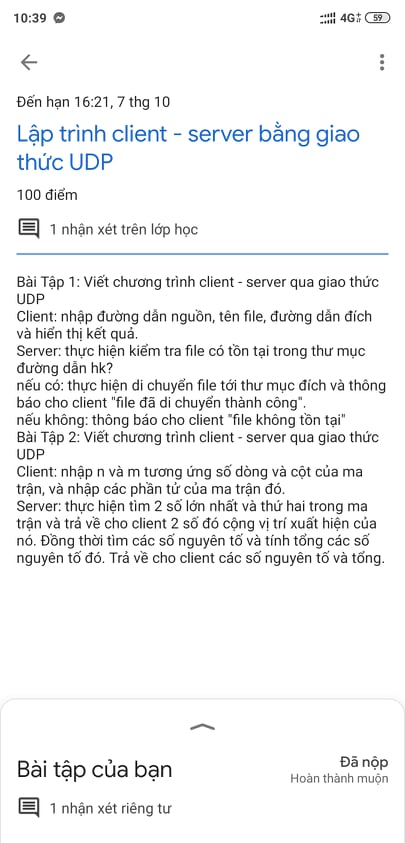 10:39
4G+
59
Đến hạn 16:21, 7 thg 10
Lập trình client - server bằng giao
thức UDP
100 điểm
1 nhận xét trên lớp học
Bài Tập 1: Viết chương trình client - server qua giao thức
UDP
Client: nhập đường dẫn nguồn, tên file, đường dẫn đích
và hiển thị kết quả.
Server: thực hiện kiểm tra file có tồn tại trong thư mục
đường dẫn hk?
nếu có: thực hiện di chuyển file tới thư mục đích và thông
báo cho client "file đã di chuyển thành công".
nếu không: thông báo cho client "file không tồn tại"
Bài Tập 2: Viết chương trình client - server qua giao thức
UDP
Client: nhập n và m tương ứng số dòng và cột của ma
trận, và nhập các phần tử của ma trận đó.
Server: thực hiện tìm 2 số lớn nhất và thứ hai trong ma
trận và trả về cho client 2 số đó cộng vị trí xuất hiện của
nó. Đồng thời tìm các số nguyên tố và tính tổng các số
nguyên tố đó. Trả về cho client các số nguyên tố và tổng.
Bài tập của bạn
Đã nộp
Hoàn thành muộn
1 nhận xét riêng tư